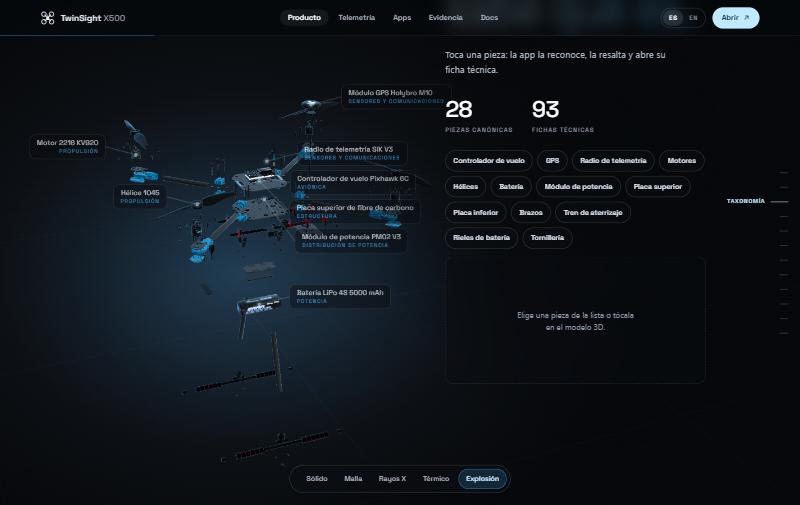 TwinSight X500
Producto
Telemetría
Apps
Evidencia
Docs
ES
EN
Abrir ↗
Toca una pieza: la app la reconoce, la resalta y abre su
ficha técnica.
28
PIEZAS CANÓNICAS
93
FICHAS TÉCNICAS
Controlador de vuelo
GPS
Radio de telemetría
Motores
Hélices
Batería
Módulo de potencia
Placa superior
Placa inferior
Brazos
Tren de aterrizaje
Rieles de batería
Tornillería
Elige una pieza de la lista o tócala
en el modelo 3D.
TAXONOMÍA
Módulo GPS Holybro M10
SENSORES Y COMUNICACIONES
Motor 2216 KV920
PROPULSIÓN
Radio de telemetría SiK V3
SENSORES Y COMUNICACIONES
Controlador de vuelo Pixhawk 6C
AVIÓNICA
Hélice 1045
PROPULSIÓN
Placa superior de fibra de carbono
ESTRUCTURA
Módulo de potencia PM02 V3
DISTRIBUCIÓN DE POTENCIA
Batería LiPo 4S 5000 mAh
POTENCIA
Sólido
Malla
Rayos X
Térmico
Explosión